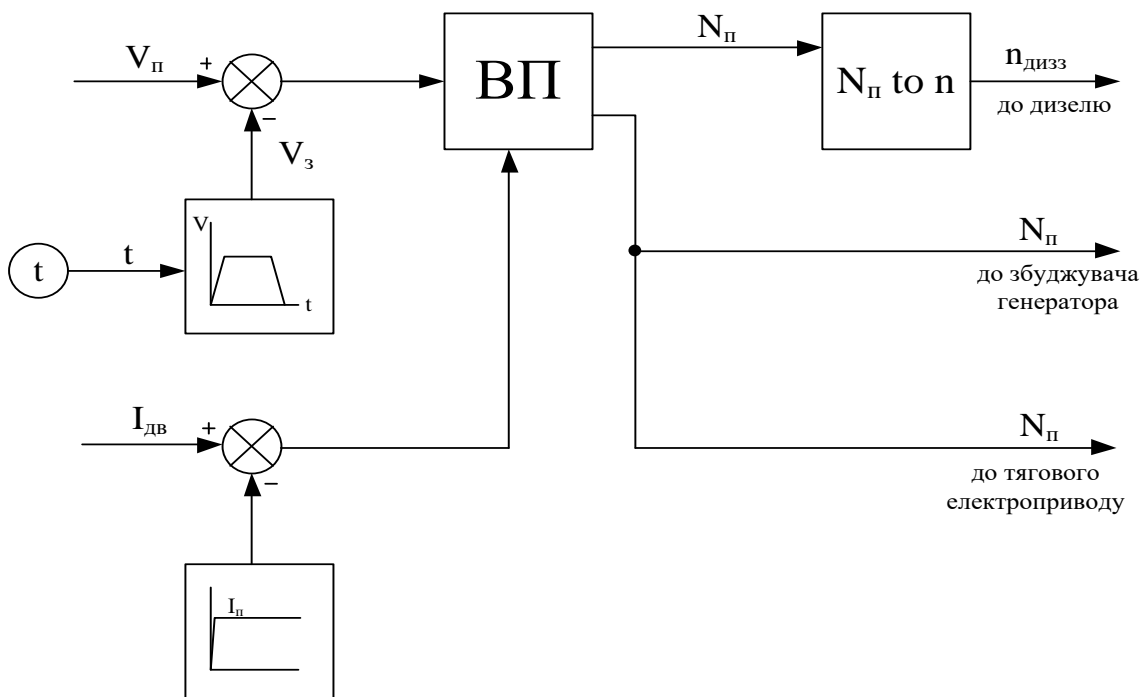 Vп
+
−
Vз
t
t
V
t
ВП
Nп
Nп to n
nдизз
до дизелю
Nп
до збуджувача
генератора
Iдв
+
−
Nп
до тягового
електроприводу
Iп